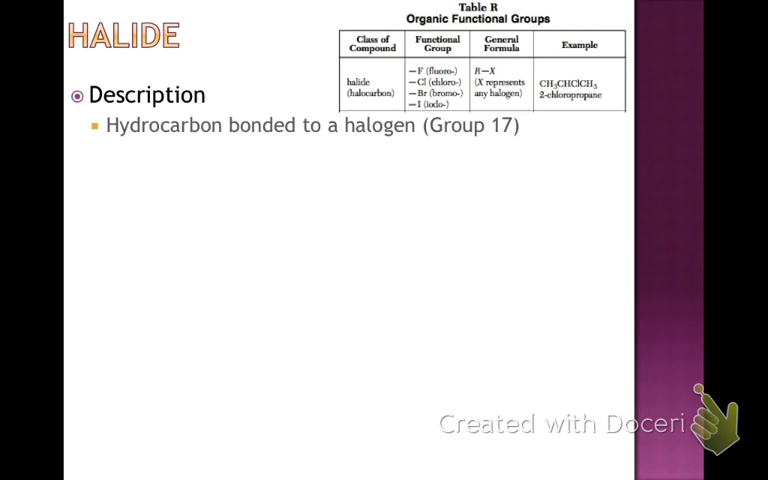 HALIDE
Table R
Organic Functional Groups
Class of Compound
Functional Group
General Formula
Example
halide (halocarbon)
—F (fluoro-)
—Cl (chloro-)
—Br (bromo-)
—I (iodo-)
R—X
(X represents any halogen)
CH₃CHClCH₃
2-chloropropane
Description
Hydrocarbon bonded to a halogen (Group 17)
Created with Doceri